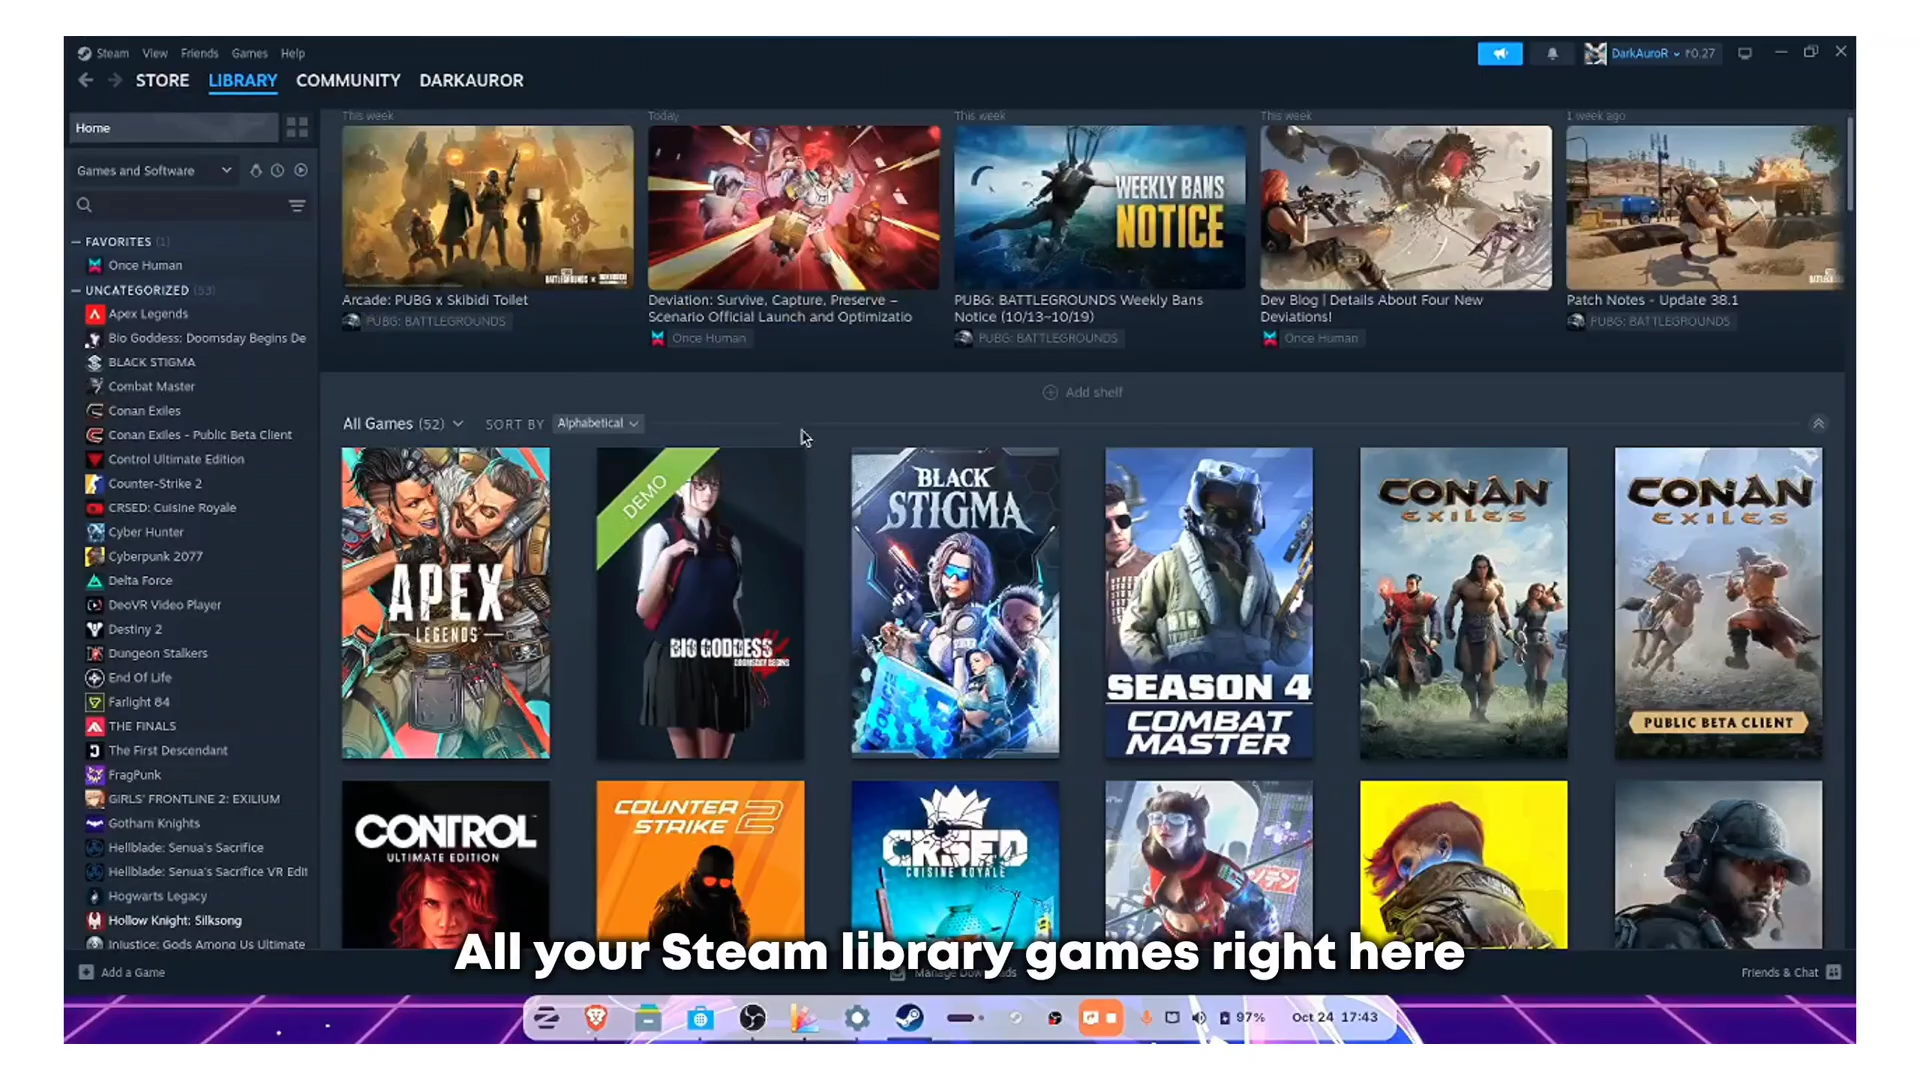 Steam View Friends Games Help
DarkAuroR ₹0.27
STORE LIBRARY COMMUNITY DARKAUROR
Home
Games and Software
FAVORITES (1)
Once Human
UNCATEGORIZED (53)
Apex Legends
Bio Goddess: Doomsday Begins De
BLACK STIGMA
Combat Master
Conan Exiles
Conan Exiles - Public Beta Client
Control Ultimate Edition
Counter-Strike 2
CRSED: Cuisine Royale
Cyber Hunter
Cyberpunk 2077
Delta Force
DeoVR Video Player
Destiny 2
Dungeon Stalkers
End Of Life
Farlight 84
THE FINALS
The First Descendant
FragPunk
GIRLS' FRONTLINE 2: EXILIUM
Gotham Knights
Hellblade: Senua's Sacrifice
Hellblade: Senua's Sacrifice VR Edit
Hogwarts Legacy
Hollow Knight: Silksong
Injustice: Gods Among Us Ultimate
This week
Arcade: PUBG x Skibidi Toilet
PUBG: BATTLEGROUNDS
Today
Deviation: Survive, Capture, Preserve –
Scenario Official Launch and Optimizatio
Once Human
This week
WEEKLY BANS
NOTICE
PUBG: BATTLEGROUNDS Weekly Bans
Notice (10/13~10/19)
PUBG: BATTLEGROUNDS
This week
Dev Blog | Details About Four New
Deviations!
Once Human
1 week ago
Patch Notes - Update 38.1
PUBG: BATTLEGROUNDS
Add shelf
All Games (52) SORT BY Alphabetical
APEX
LEGENDS
DEMO
BIO GODDESS
DOOMSDAY BEGINS
BLACK
STIGMA
SEASON 4
COMBAT
MASTER
CONAN
EXILES
CONAN
EXILES
PUBLIC BETA CLIENT
CONTROL
ULTIMATE EDITION
COUNTER
STRIKE 2
CRSED
CUISINE ROYALE
All your Steam library games right here
Add a Game
Friends & Chat
97% Oct 24 17:43